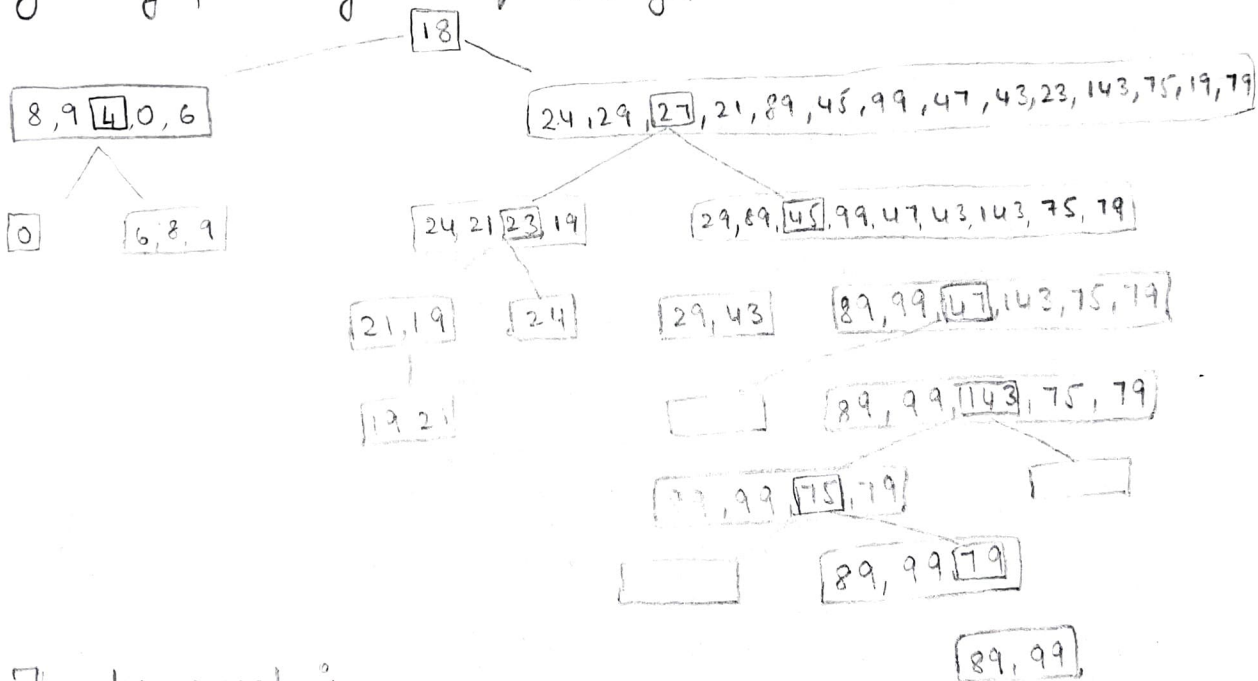 18
8, 9 4, 0, 6
24, 29, 27, 21, 89, 45, 99, 47, 43, 23, 143, 75, 19, 79
0
6, 8, 9
24 21 23, 19
29, 89, 45, 99, 47, 43, 143, 75, 79
21, 19
24
29, 43
89, 99, 47, 143, 75, 79
19 21
89, 99, 143, 75, 79
99, 75, 79
89, 99 79
89, 99